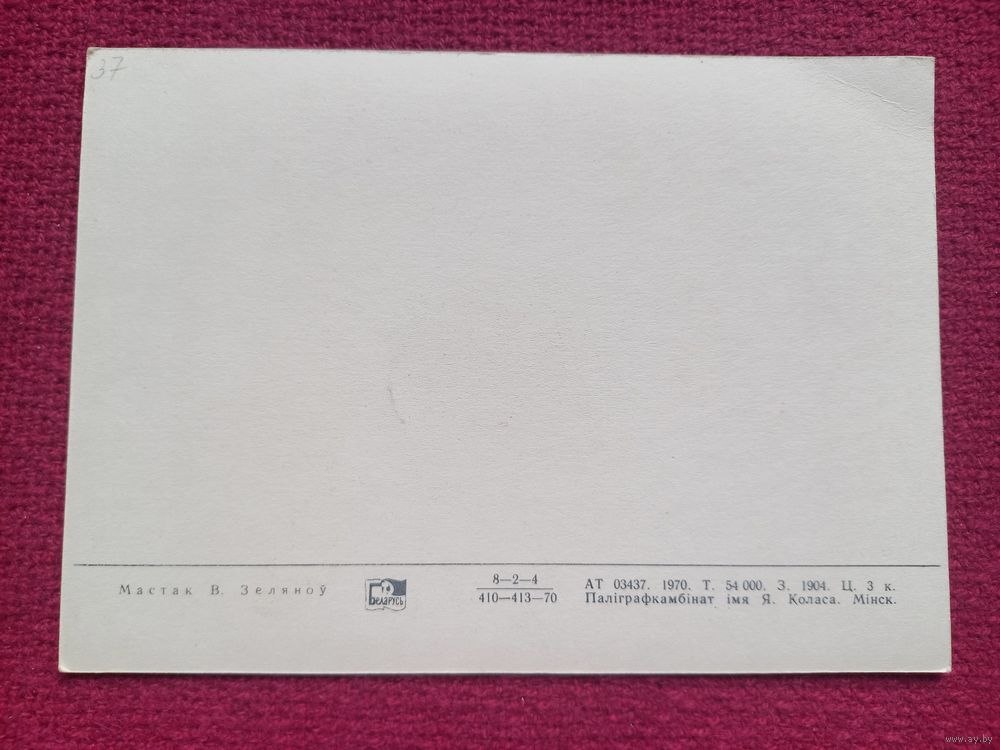 37
Мастак В. Зеляноў
Беларусь
8—2—4
410—413—70
АТ 03437. 1970. Т. 54 000. З. 1904. Ц. 3 к.
Паліграфкамбінат імя Я. Коласа. Мінск.
www.ay.by